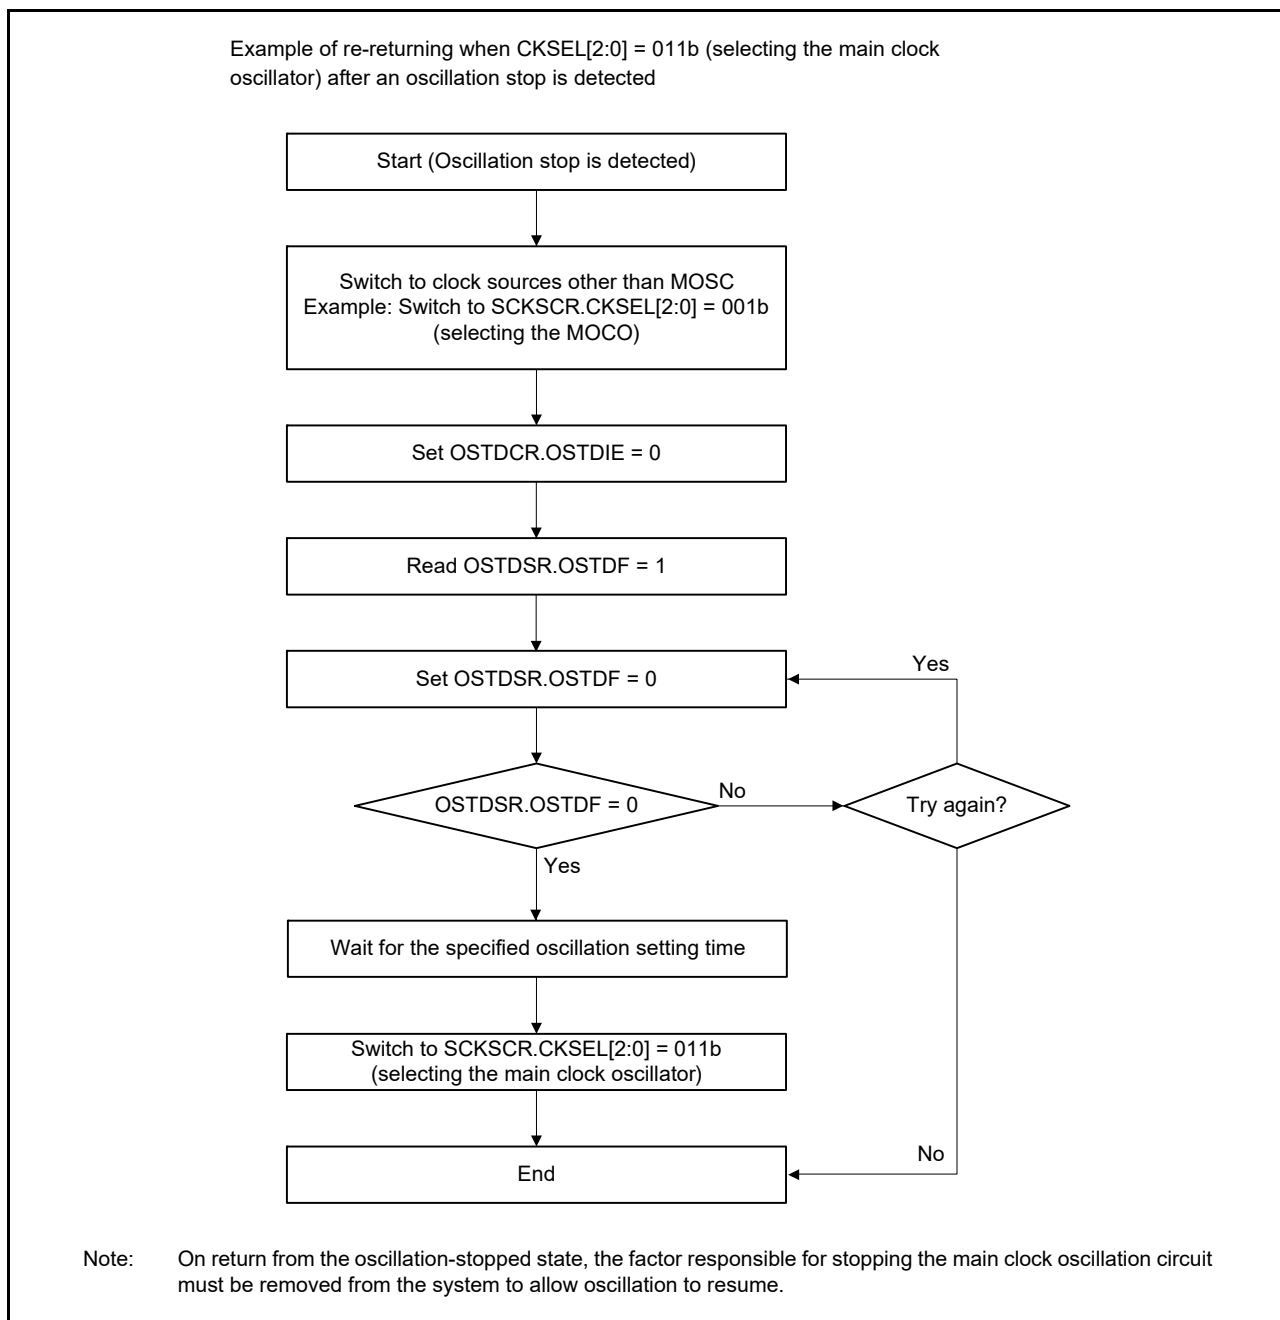 Example of re-returning when CKSEL[2:0] = 011b (selecting the main clock
oscillator) after an oscillation stop is detected
Start (Oscillation stop is detected)
Switch to clock sources other than MOSC
Example: Switch to SCKSCR.CKSEL[2:0] = 001b
(selecting the MOCO)
Set OSTDCR.OSTDIE = 0
Read OSTDSR.OSTDF = 1
Set OSTDSR.OSTDF = 0
Yes
OSTDSR.OSTDF = 0
No
Try again?
Yes
Wait for the specified oscillation setting time
Switch to SCKSCR.CKSEL[2:0] = 011b
(selecting the main clock oscillator)
No
End
Note: On return from the oscillation-stopped state, the factor responsible for stopping the main clock oscillation circuit
must be removed from the system to allow oscillation to resume.